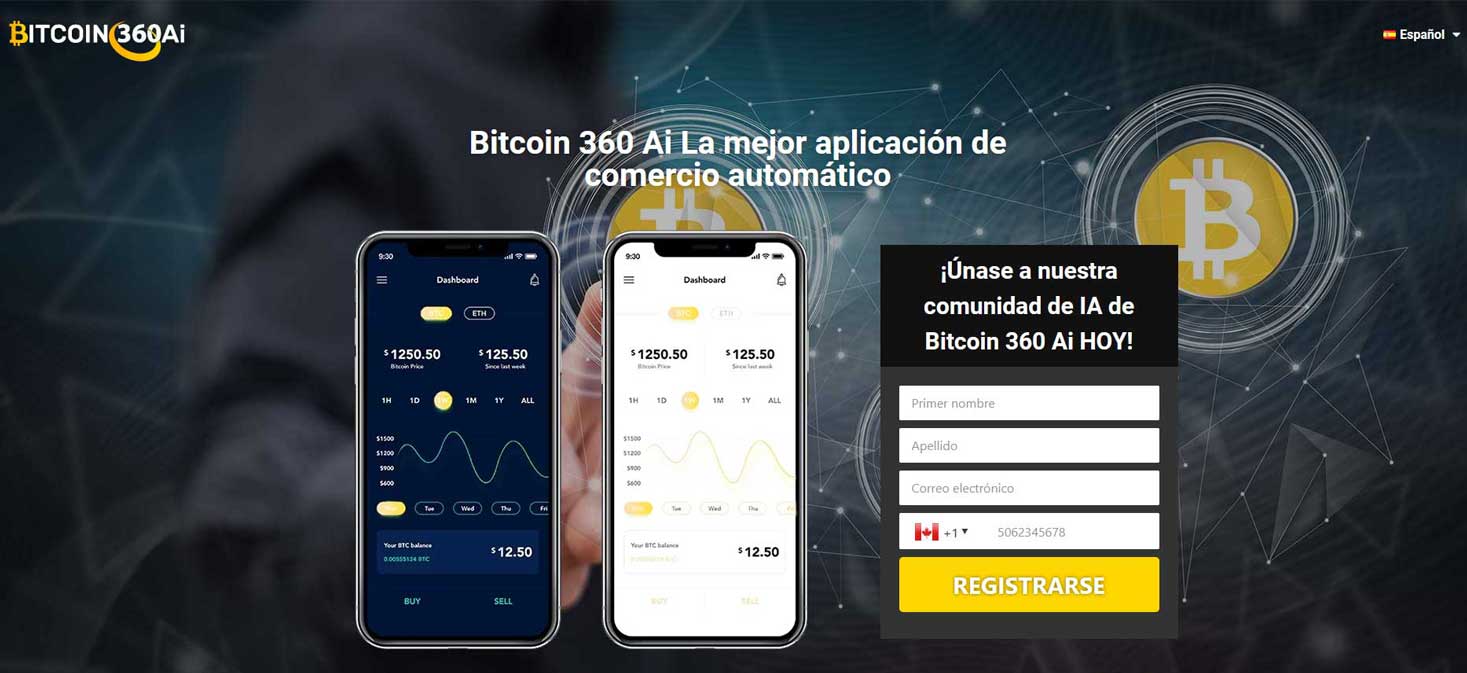 BITCOIN 360Ai
Español
Bitcoin 360 Ai La mejor aplicación de
comercio automático
9:30
Dashboard
BTC ETH
$ 1250.50 $ 125.50
Bitcoin Price Since last week
1H 1D 1W 1M 1Y ALL
$1500
$1200
$900
$600
Tue Wed Thu Fri
Your BTC balance
$ 12.50
BUY SELL
9:30
Dashboard
BTC ETH
$ 1250.50 $ 125.50
Bitcoin Price Since last week
1H 1D 1W 1M 1Y ALL
$1500
$1200
$900
$600
Tue Wed Thu
Your BTC balance
$ 12.50
BUY SELL
¡Únase a nuestra
comunidad de IA de
Bitcoin 360 Ai HOY!
Primer nombre
Apellido
Correo electrónico
+1 5062345678
REGISTRARSE